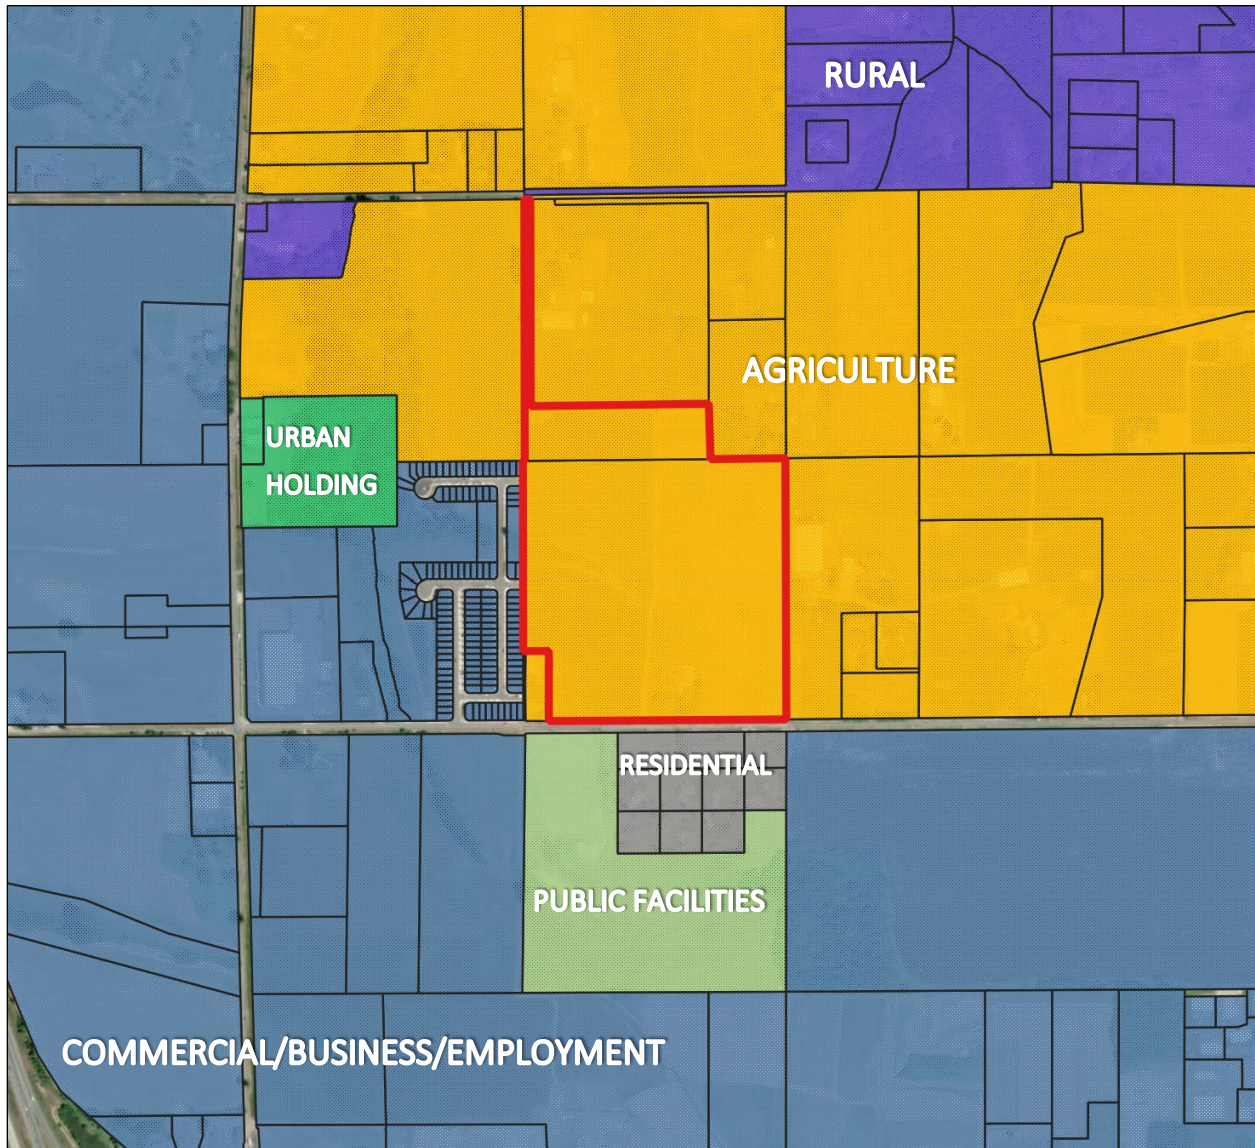 RURAL
AGRICULTURE
URBAN
HOLDING
RESIDENTIAL
PUBLIC FACILITIES
COMMERCIAL/BUSINESS/EMPLOYMENT